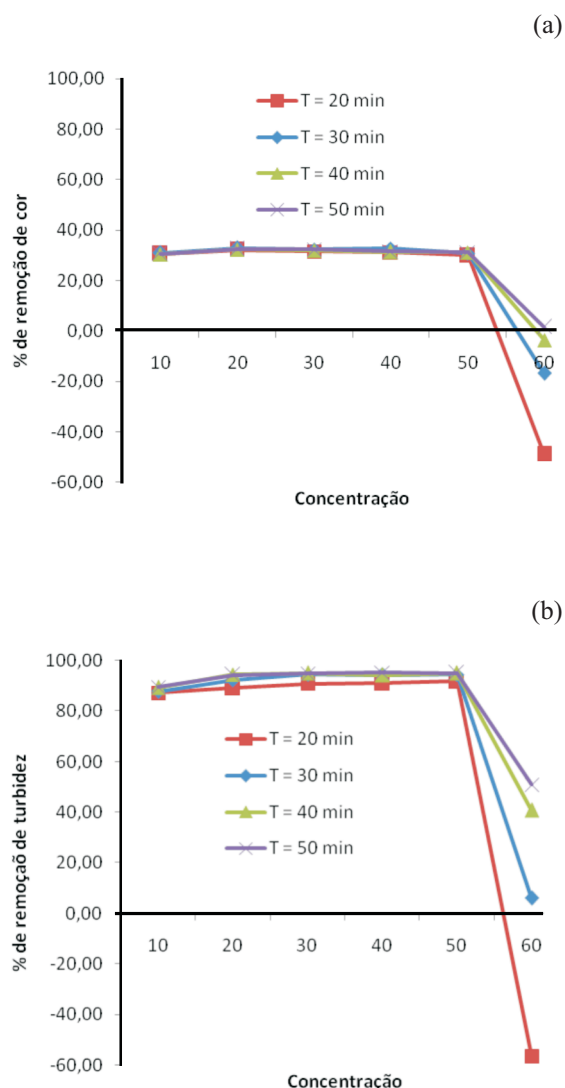 (a)
100,00
80,00
60,00
40,00
20,00
0,00
-20,00
-40,00
-60,00
% de remoção de cor
T = 20 min
T = 30 min
T = 40 min
T = 50 min
10 20 30 40 50 60
Concentração
(b)
100,00
80,00
60,00
40,00
20,00
0,00
-20,00
-40,00
-60,00
% de remoçaõ de turbidez
T = 20 min
T = 30 min
T = 40 min
T = 50 min
10 20 30 40 50 60
Concentração